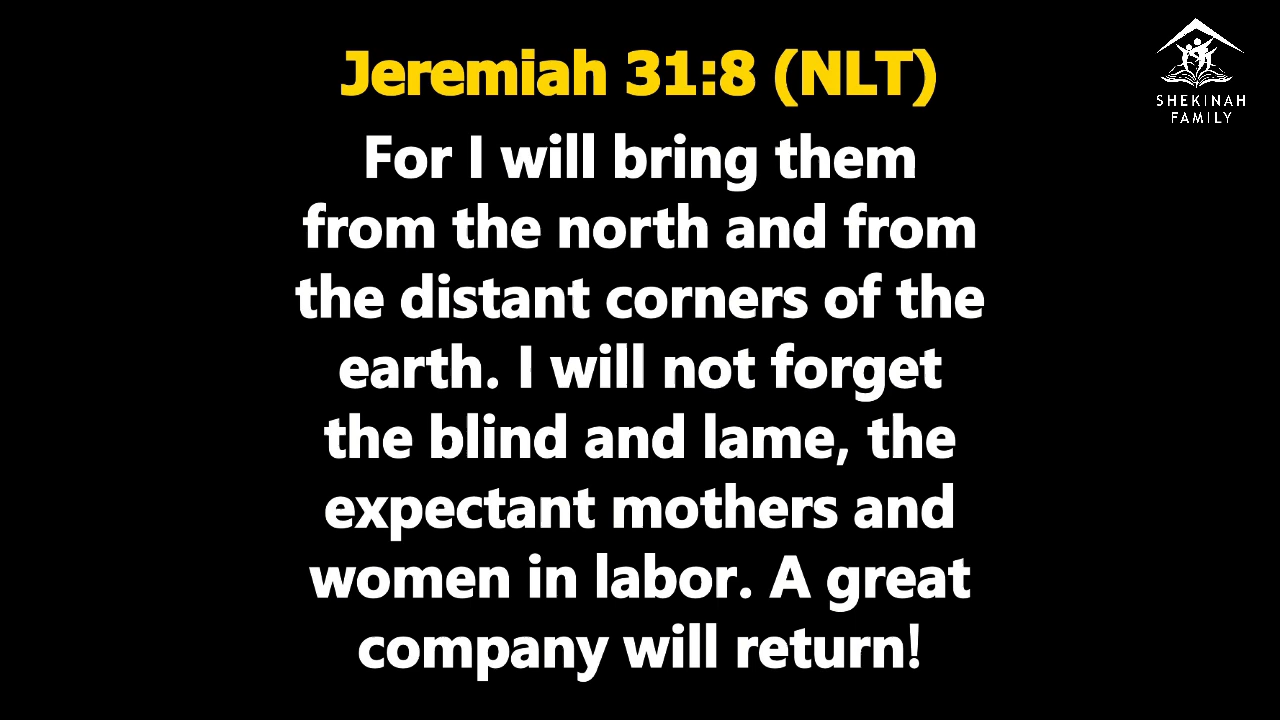 Jeremiah 31:8 (NLT)
SHEKINAH
FAMILY
For I will bring them
from the north and from
the distant corners of the
earth. I will not forget
the blind and lame, the
expectant mothers and
women in labor. A great
company will return!